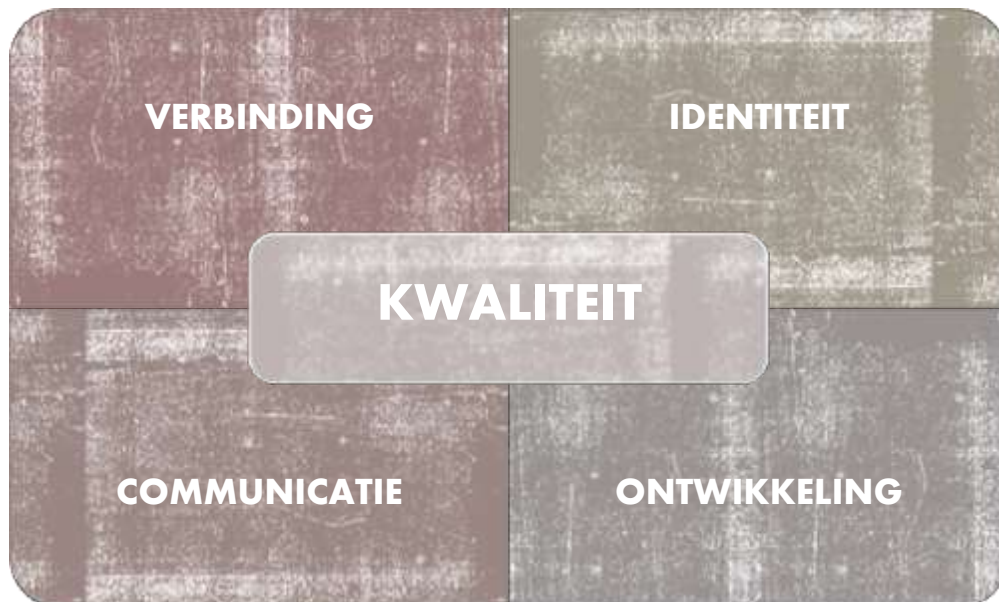 VERBINDING
IDENTITEIT
KWALITEIT
COMMUNICATIE
ONTWIKKELING